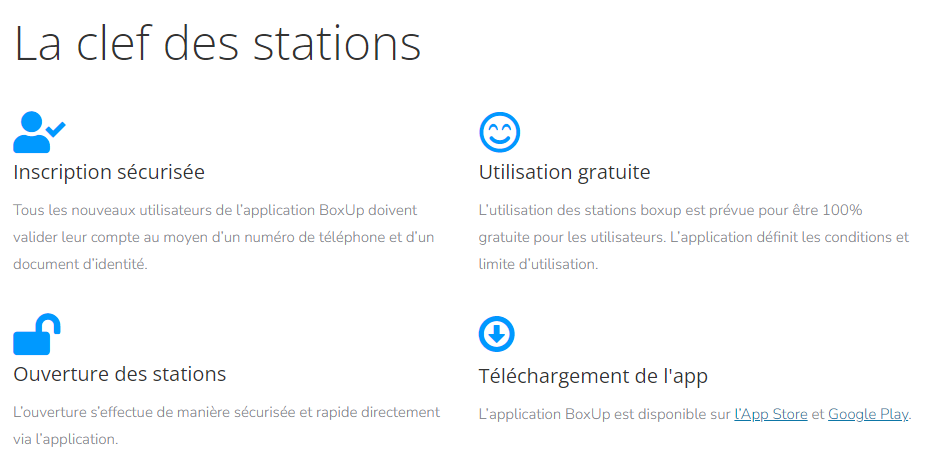 La clef des stations
Inscription sécurisée
Tous les nouveaux utilisateurs de l'application BoxUp doivent
valider leur compte au moyen d'un numéro de téléphone et d'un
document d'identité.
Utilisation gratuite
L'utilisation des stations boxup est prévue pour être 100%
gratuite pour les utilisateurs. L'application définit les conditions et
limite d'utilisation.
Ouverture des stations
L'ouverture s'effectue de manière sécurisée et rapide directement
via l'application.
Téléchargement de l'app
L'application BoxUp est disponible sur l'App Store et Google Play.